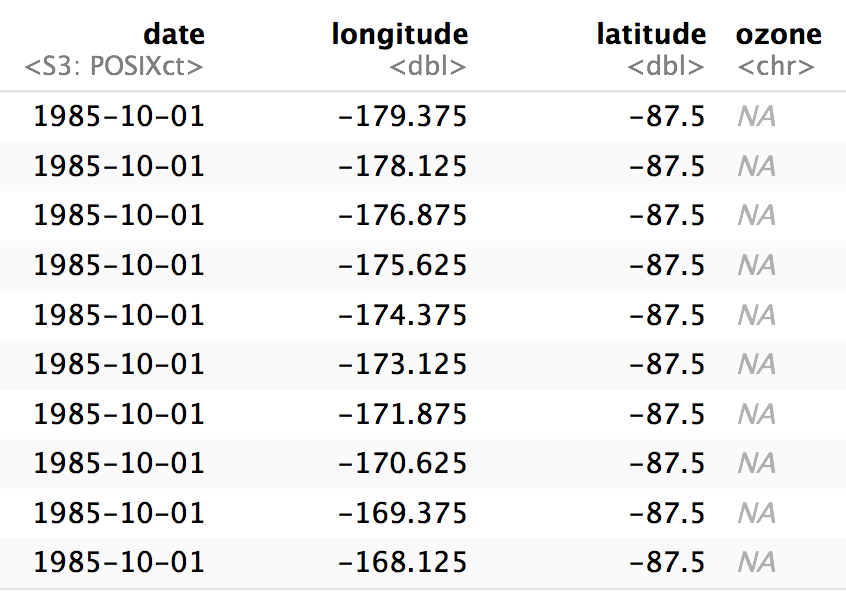 date longitude latitude ozone
<S3: POSIXct> <dbl> <dbl> <chr>
1985-10-01 -179.375 -87.5 NA
1985-10-01 -178.125 -87.5 NA
1985-10-01 -176.875 -87.5 NA
1985-10-01 -175.625 -87.5 NA
1985-10-01 -174.375 -87.5 NA
1985-10-01 -173.125 -87.5 NA
1985-10-01 -171.875 -87.5 NA
1985-10-01 -170.625 -87.5 NA
1985-10-01 -169.375 -87.5 NA
1985-10-01 -168.125 -87.5 NA